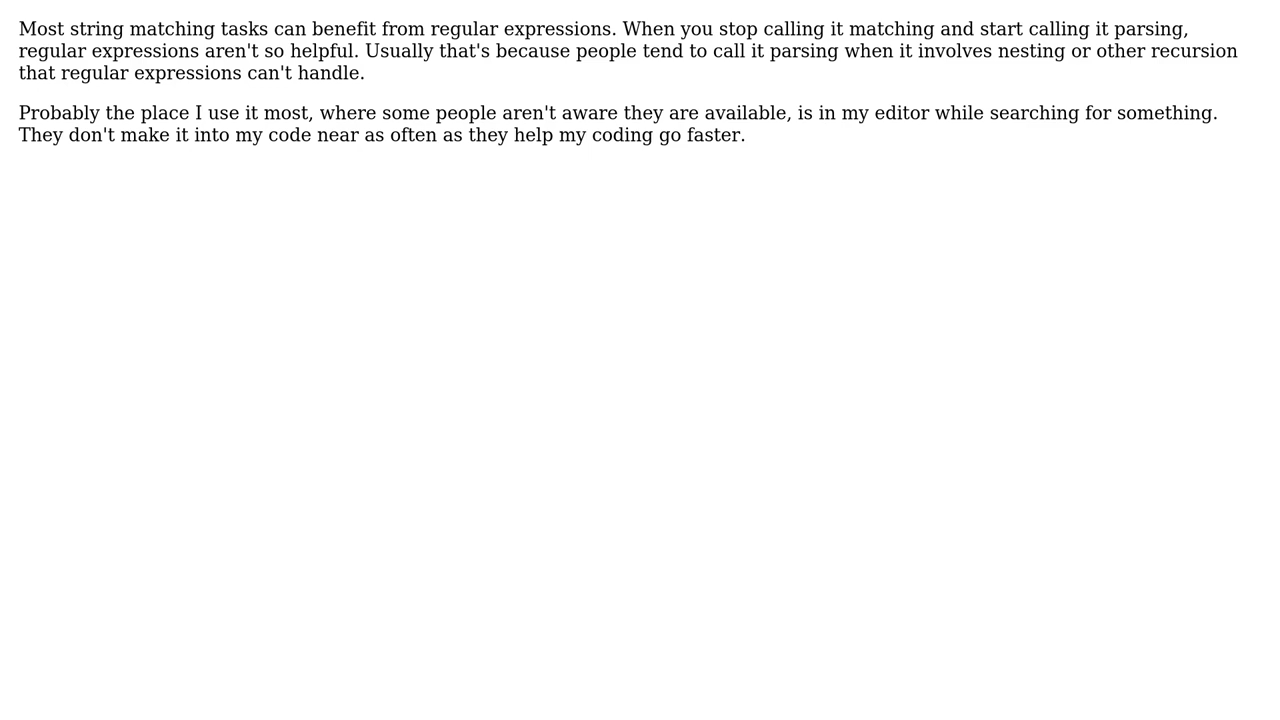 Most string matching tasks can benefit from regular expressions. When you stop calling it matching and start calling it parsing,
regular expressions aren't so helpful. Usually that's because people tend to call it parsing when it involves nesting or other recursion
that regular expressions can't handle.
Probably the place I use it most, where some people aren't aware they are available, is in my editor while searching for something.
They don't make it into my code near as often as they help my coding go faster.